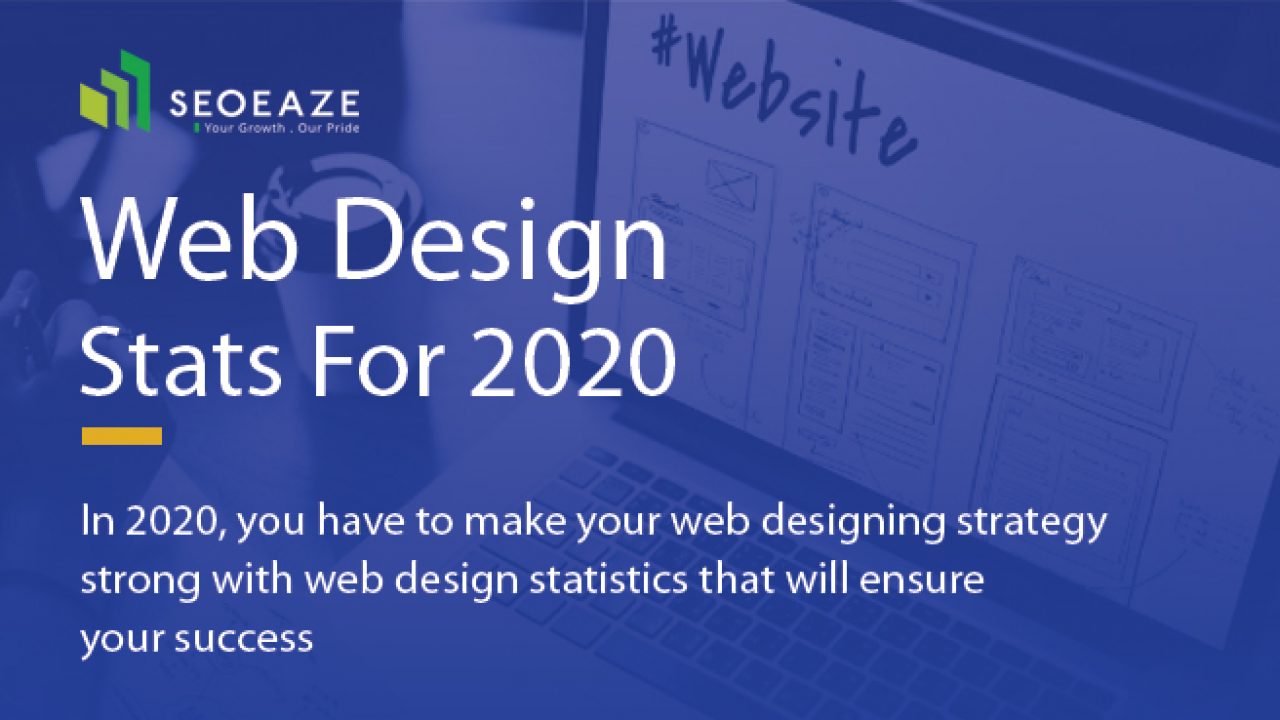 SEOEAZE
Your Growth . Our Pride
#Website
Web Design
Stats For 2020
In 2020, you have to make your web designing strategy
strong with web design statistics that will ensure
your success